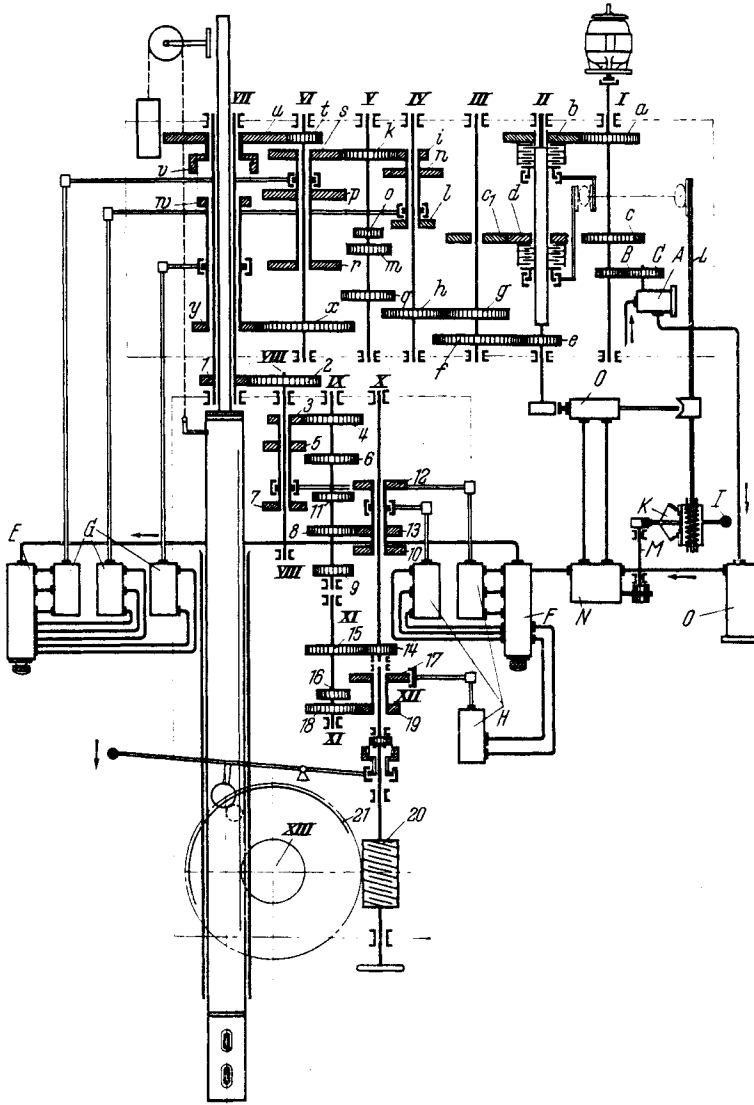 VII VI V IV III II I
u t s k i n b a
v p l c₁ d c
w o B C A L
r m
q h g
y x f e
1 VIII 2 IX X
3 4 O
5 6
12
7 11 K I
8 13 M
E G VIII 10 F N O
9
XI
15 14
17
16 XII H
18 XI 19
21 20
XIII